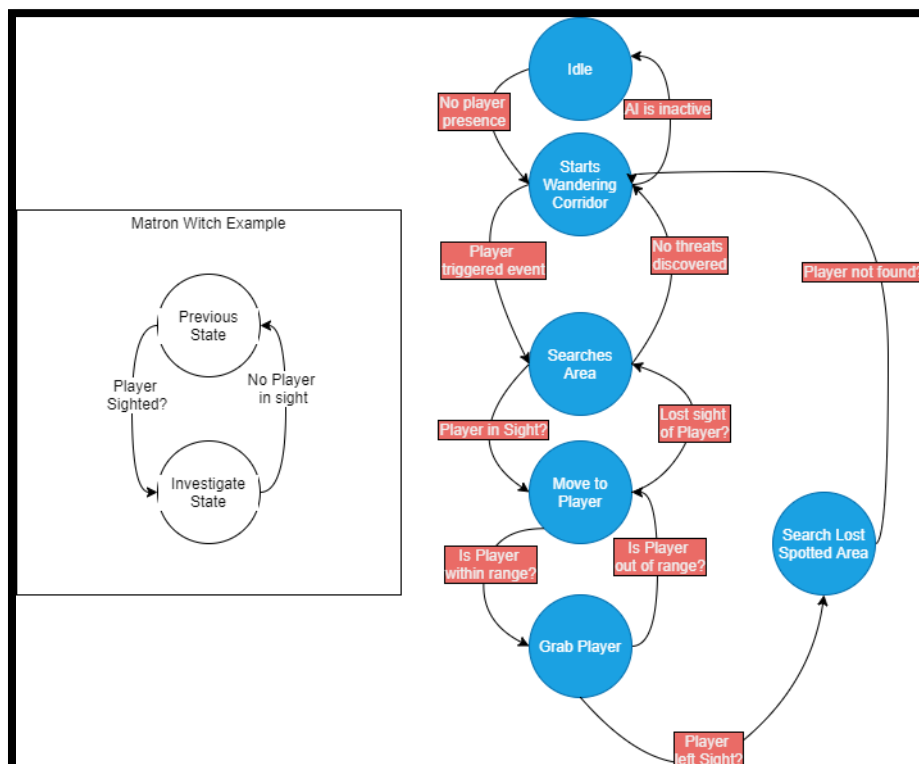 Idle
No player
presence
AI is inactive
Starts
Wandering
Corridor
Matron Witch Example
Previous
State
Player
Sighted?
No Player
in sight
Investigate
State
Player
triggered event
No threats
discovered
Player not found?
Searches
Area
Player in Sight?
Lost sight
of Player?
Move to
Player
Search Lost
Spotted Area
Is Player
within range?
Is Player
out of range?
Grab Player
Player
left Sight?